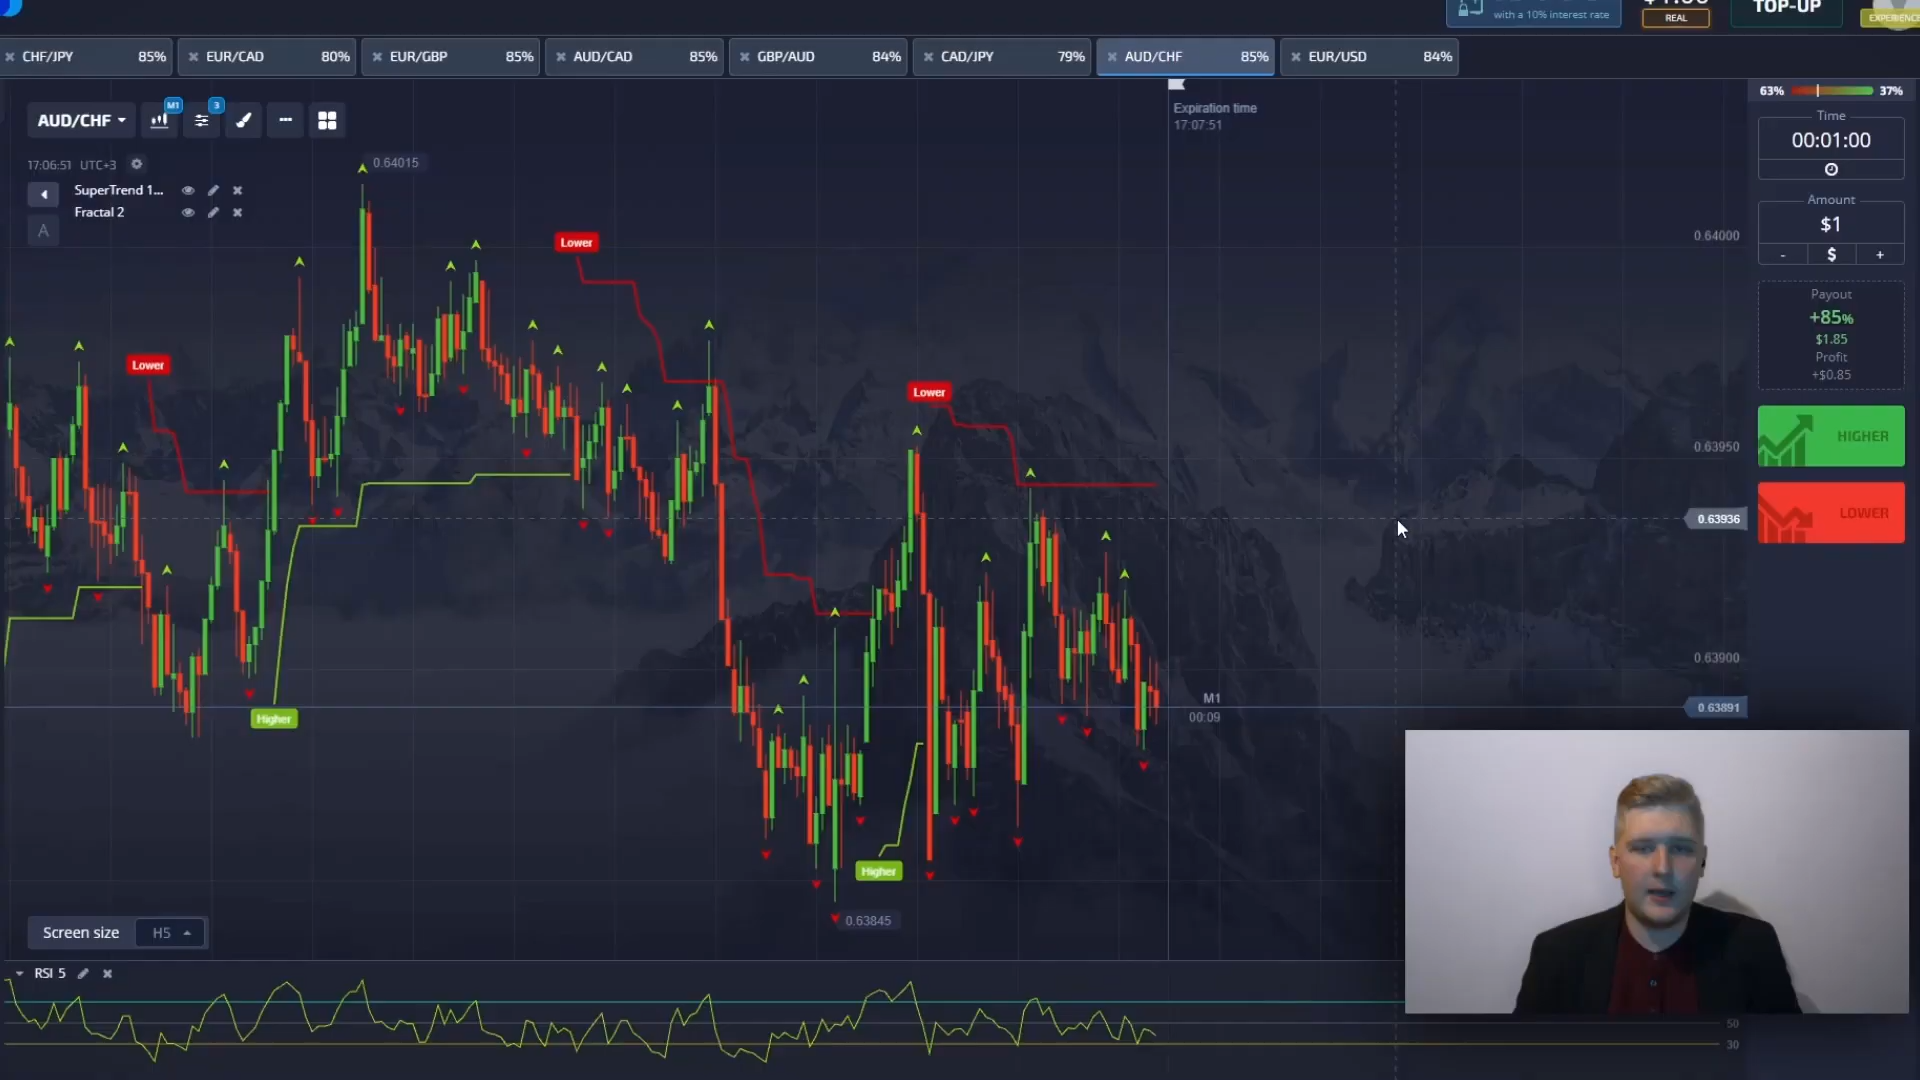 with a 10% interest rate
REAL
TOP-UP
EXPERIENCE
CHF/JPY 85%
EUR/CAD 80%
EUR/GBP 85%
AUD/CAD 85%
GBP/AUD 84%
CAD/JPY 79%
AUD/CHF 85%
EUR/USD 84%
AUD/CHF
M1
3
Expiration time
17:07:51
17:06:51 UTC+3
SuperTrend 1...
Fractal 2
A
0.64015
Lower
Lower
Lower
Higher
Higher
0.63845
M1
00:09
0.64000
0.63950
0.63936
0.63900
0.63891
63% 37%
Time
00:01:00
Amount
$1
- $ +
Payout
+85%
$1.85
Profit
+$0.85
HIGHER
LOWER
Screen size H5
RSI 5
50
30